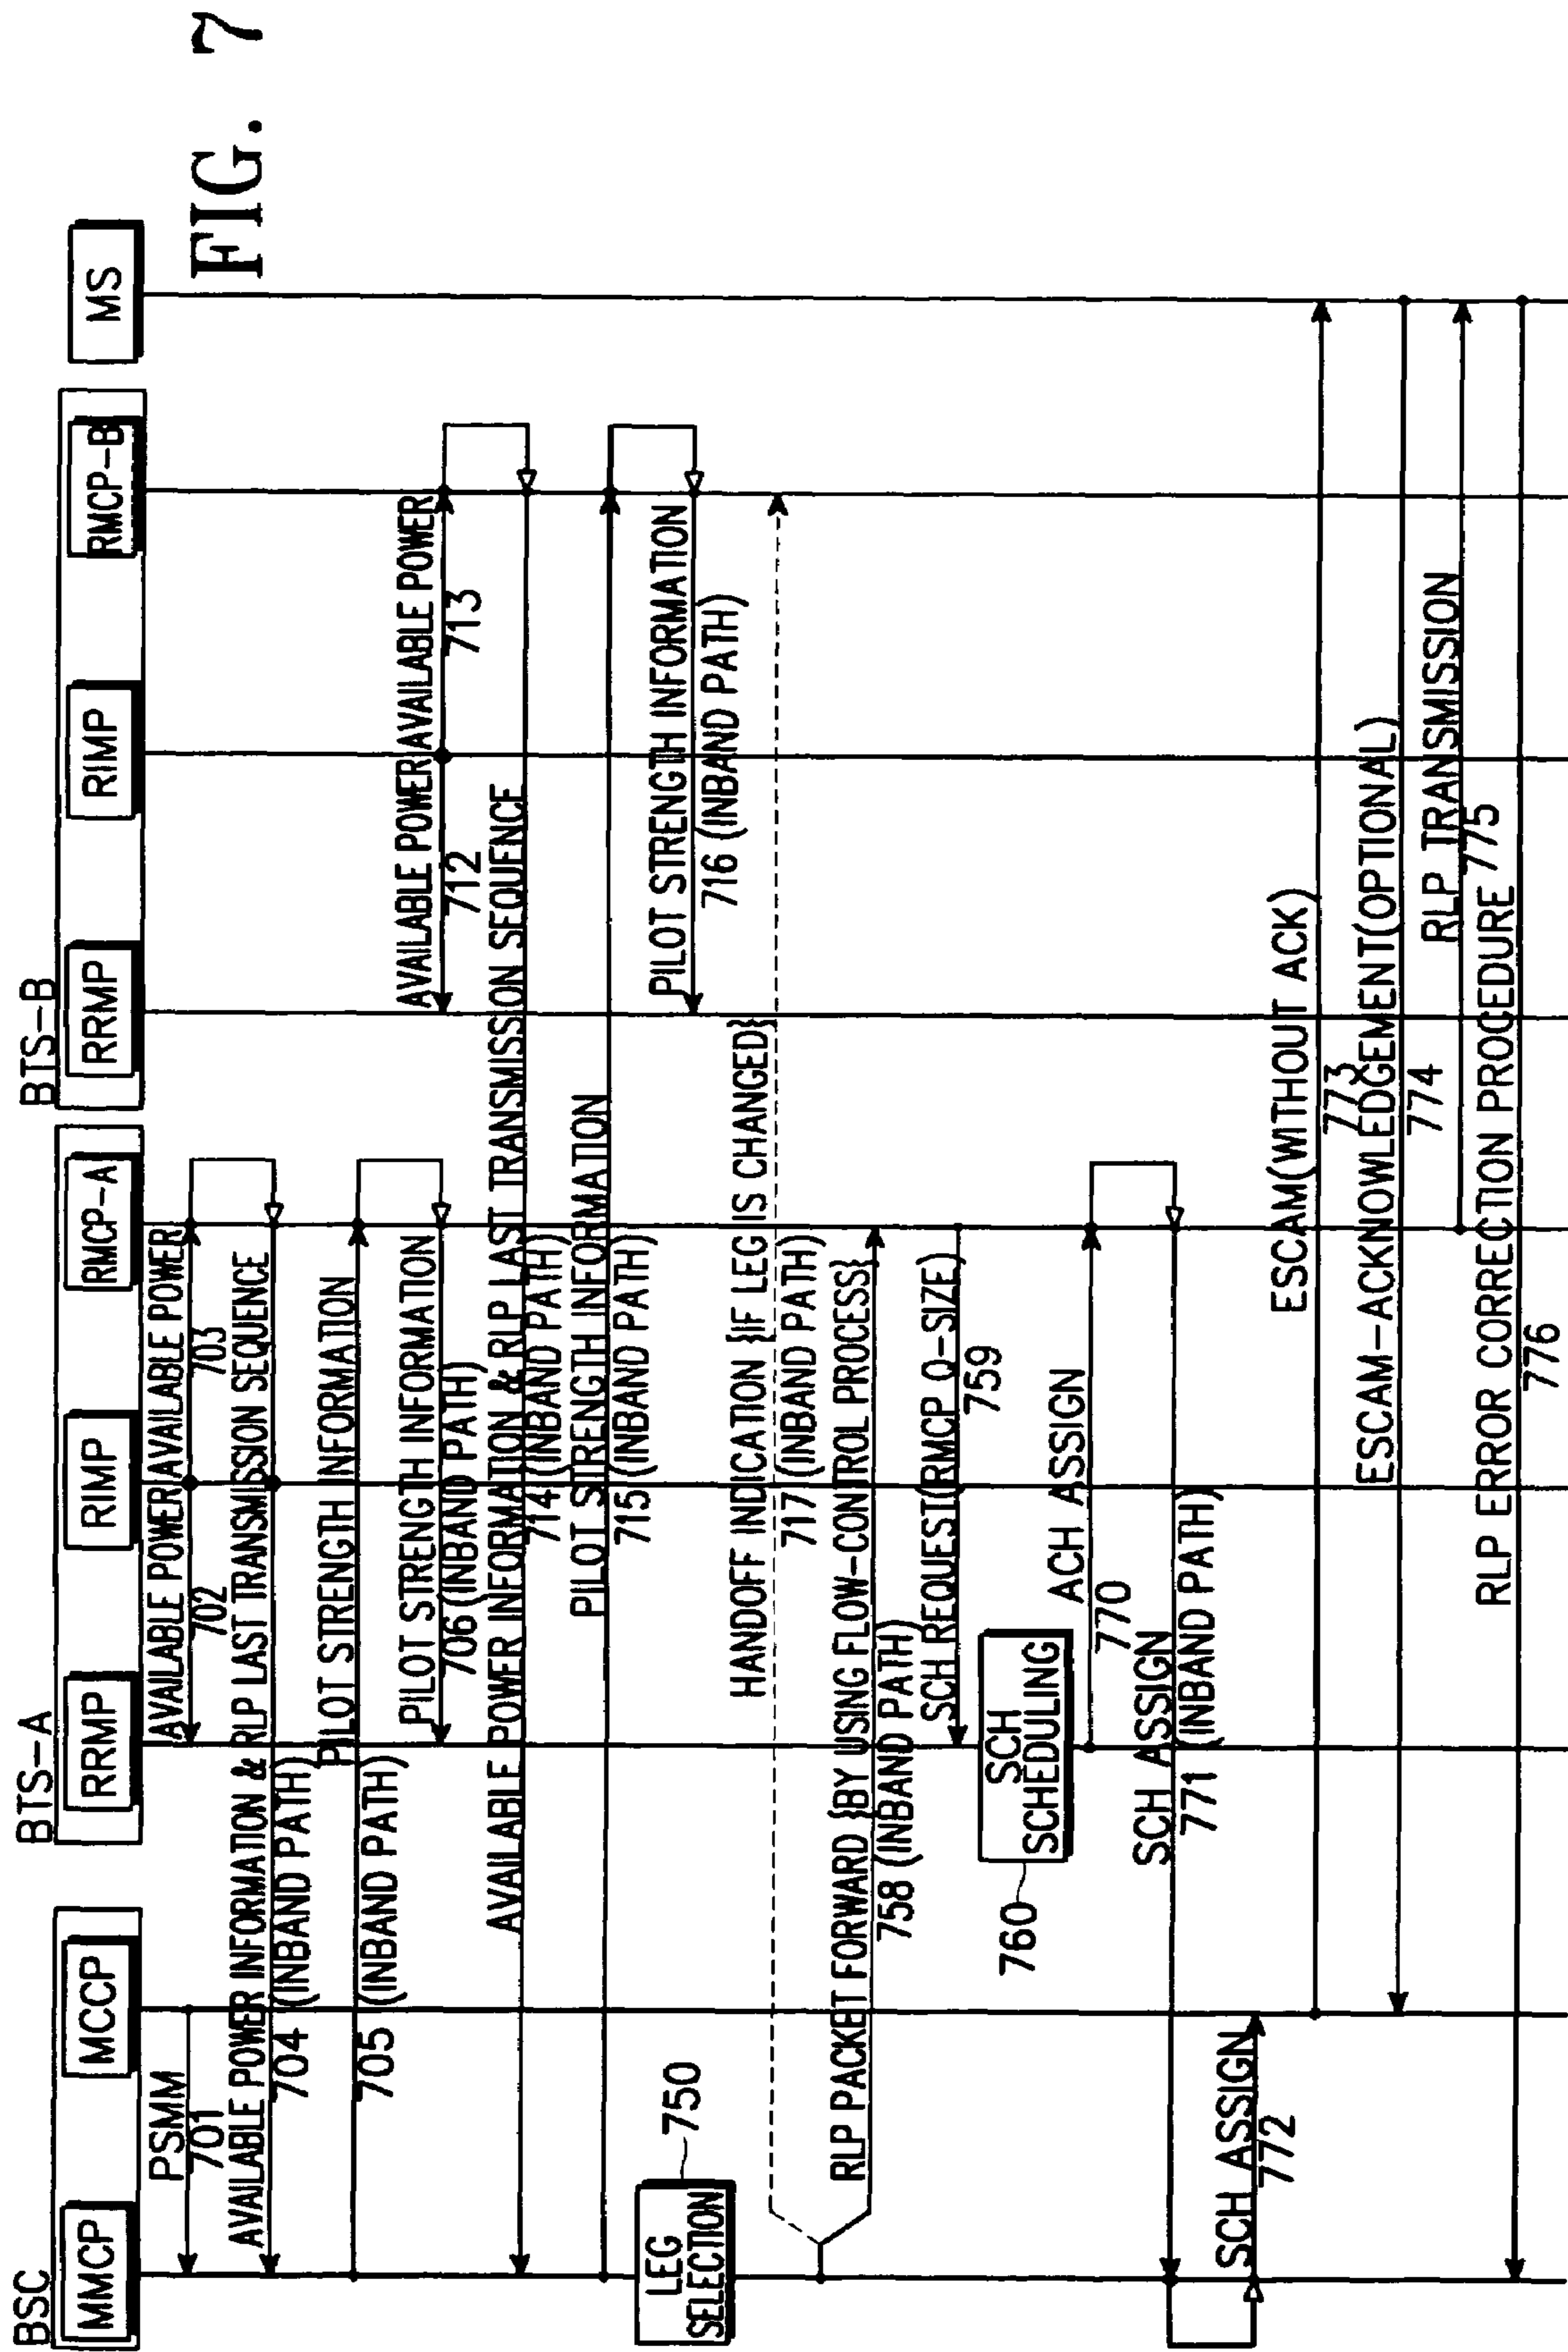 FIG. 7
BSC
BTS-A
BTS-B
MMCP
MCCP
RRMP
RIMP
RMCP-A
RRMP
RIMP
RMCP-B
MS
PSMM
701
AVAILABLE POWER
702
AVAILABLE POWER
703
AVAILABLE POWER INFORMATION & RLP LAST TRANSMISSION SEQUENCE
704 (INBAND PATH)
PILOT STRENGTH INFORMATION
705 (INBAND PATH)
PILOT STRENGTH INFORMATION
706 (INBAND PATH)
AVAILABLE POWER
712
AVAILABLE POWER
713
AVAILABLE POWER INFORMATION & RLP LAST TRANSMISSION SEQUENCE
714 (INBAND PATH)
PILOT STRENGTH INFORMATION
715 (INBAND PATH)
PILOT STRENGTH INFORMATION
716 (INBAND PATH)
LEG
SELECTION
750
HANDOFF INDICATION {IF LEG IS CHANGED}
717 (INBAND PATH)
RLP PACKET FORWARD {BY USING FLOW-CONTROL PROCESS}
758 (INBAND PATH)
SCH REQUEST(RMCP Q-SIZE)
759
SCH
SCHEDULING
760
ACH ASSIGN
770
SCH ASSIGN
771 (INBAND PATH)
SCH ASSIGN
772
ESCAM(WITHOUT ACK)
773
ESCAM-ACKNOWLEDGEMENT(OPTIONAL)
774
RLP TRANSMISSION
775
RLP ERROR CORRECTION PROCEDURE
776